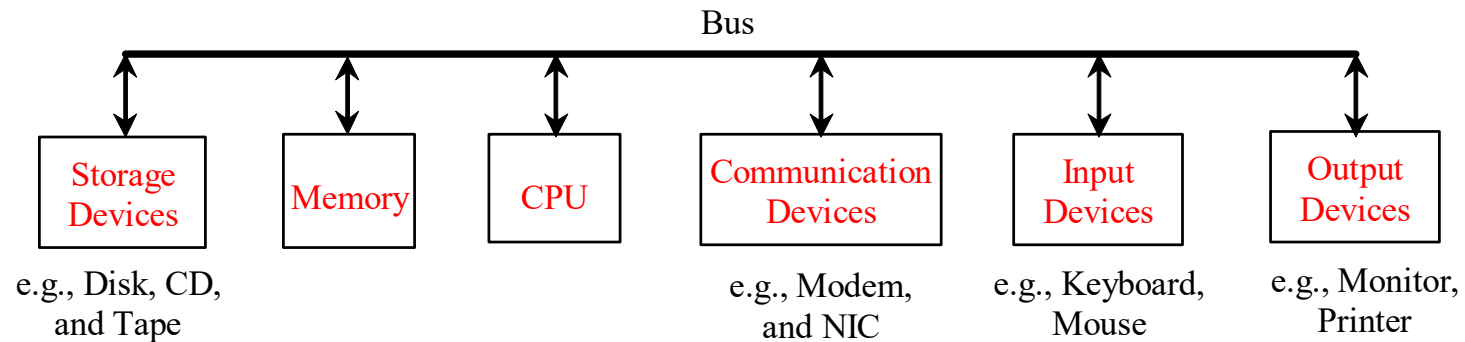 Bus
Storage
Devices
Memory
CPU
Communication
Devices
Input
Devices
Output
Devices
e.g., Disk, CD,
and Tape
e.g., Modem,
and NIC
e.g., Keyboard,
Mouse
e.g., Monitor,
Printer